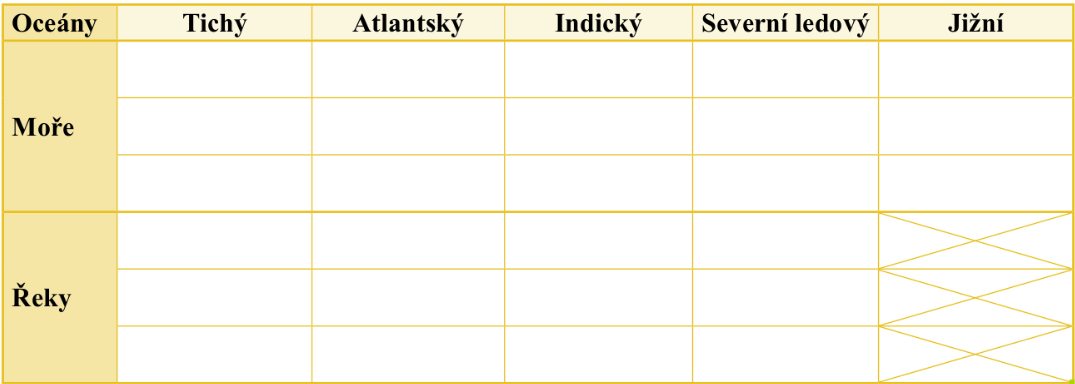 Oceány Tichý Atlantský Indický Severní ledový Jižní
Moře
Řeky